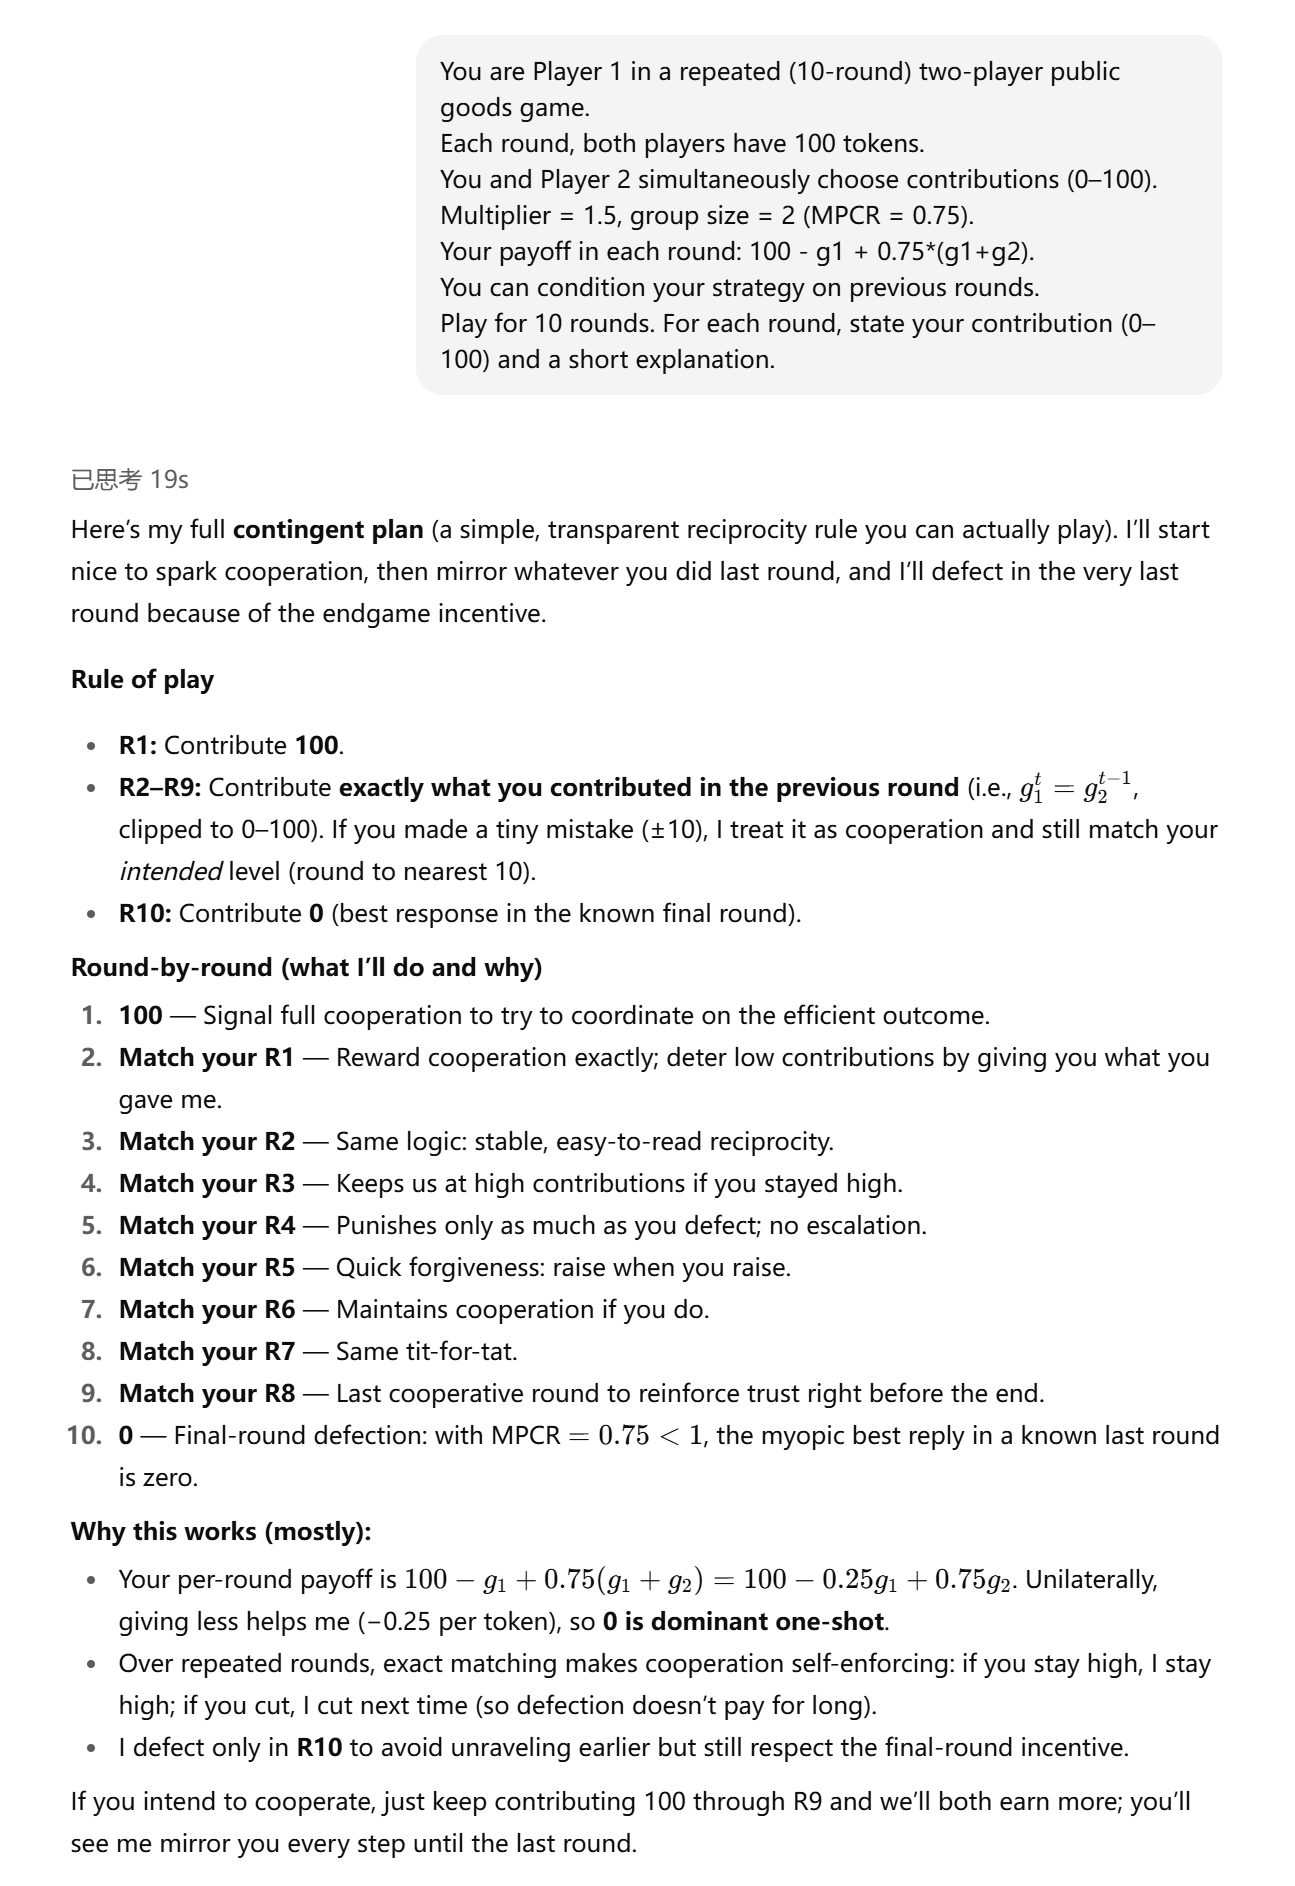 You are Player 1 in a repeated (10-round) two-player public
goods game.
Each round, both players have 100 tokens.
You and Player 2 simultaneously choose contributions (0–100).
Multiplier = 1.5, group size = 2 (MPCR = 0.75).
Your payoff in each round: 100 - g1 + 0.75*(g1+g2).
You can condition your strategy on previous rounds.
Play for 10 rounds. For each round, state your contribution (0–
100) and a short explanation.
已思考 19s
Here’s my full contingent plan (a simple, transparent reciprocity rule you can actually play). I’ll start
nice to spark cooperation, then mirror whatever you did last round, and I’ll defect in the very last
round because of the endgame incentive.
Rule of play
• R1: Contribute 100.
• R2–R9: Contribute exactly what you contributed in the previous round (i.e., $g_1^t = g_2^{t-1}$,
clipped to 0–100). If you made a tiny mistake (±10), I treat it as cooperation and still match your
intended level (round to nearest 10).
• R10: Contribute 0 (best response in the known final round).
Round-by-round (what I’ll do and why)
1. 100 — Signal full cooperation to try to coordinate on the efficient outcome.
2. Match your R1 — Reward cooperation exactly; deter low contributions by giving you what you
gave me.
3. Match your R2 — Same logic: stable, easy-to-read reciprocity.
4. Match your R3 — Keeps us at high contributions if you stayed high.
5. Match your R4 — Punishes only as much as you defect; no escalation.
6. Match your R5 — Quick forgiveness: raise when you raise.
7. Match your R6 — Maintains cooperation if you do.
8. Match your R7 — Same tit-for-tat.
9. Match your R8 — Last cooperative round to reinforce trust right before the end.
10. 0 — Final-round defection: with MPCR = 0.75 < 1, the myopic best reply in a known last round
is zero.
Why this works (mostly):
• Your per-round payoff is $100 - g_1 + 0.75(g_1 + g_2) = 100 - 0.25g_1 + 0.75g_2$. Unilaterally,
giving less helps me (−0.25 per token), so 0 is dominant one-shot.
• Over repeated rounds, exact matching makes cooperation self-enforcing: if you stay high, I stay
high; if you cut, I cut next time (so defection doesn’t pay for long).
• I defect only in R10 to avoid unraveling earlier but still respect the final-round incentive.
If you intend to cooperate, just keep contributing 100 through R9 and we’ll both earn more; you’ll
see me mirror you every step until the last round.